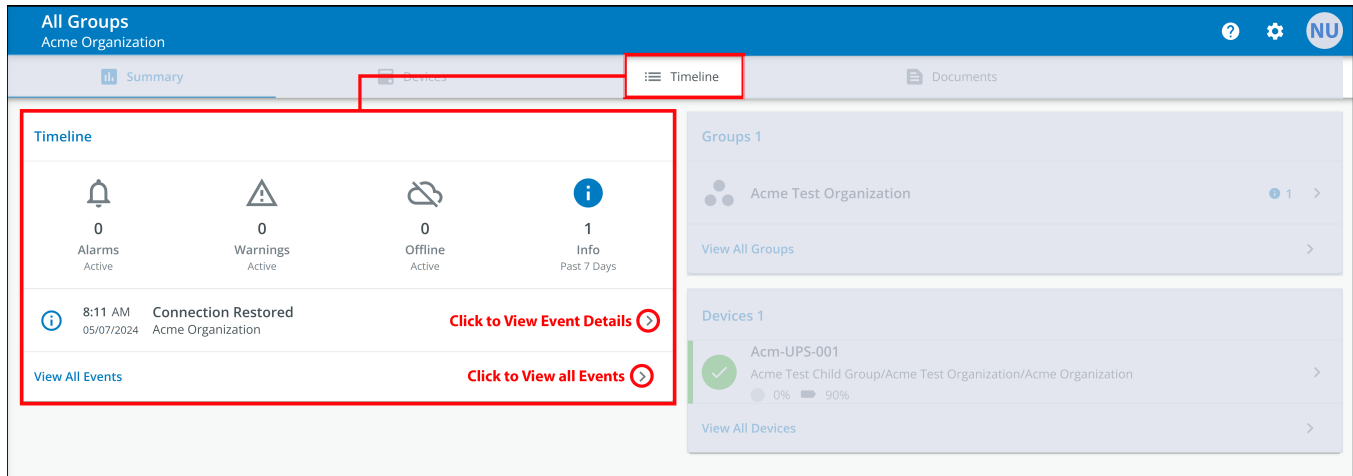 All Groups
Acme Organization
NU
Summary
Devices
Timeline
Documents
Timeline
0
Alarms
Active
0
Warnings
Active
0
Offline
Active
1
Info
Past 7 Days
8:11 AM
05/07/2024
Connection Restored
Acme Organization
Click to View Event Details
View All Events
Click to View all Events
Groups 1
Acme Test Organization
1
View All Groups
Devices 1
Acm-UPS-001
Acme Test Child Group/Acme Test Organization/Acme Organization
0% 90%
View All Devices